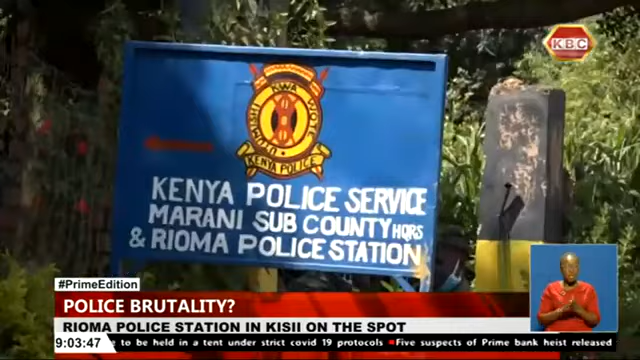 KBC
UTUMISHI KWA WOTE
KENYA POLICE
KENYA POLICE SERVICE
MARANI SUB COUNTY HQRS
& RIOMA POLICE STATION
#PrimeEdition
POLICE BRUTALITY?
RIOMA POLICE STATION IN KISII ON THE SPOT
9:03:47 e to be held in a tent under strict covid 19 protocols •Five suspects of Prime bank heist released